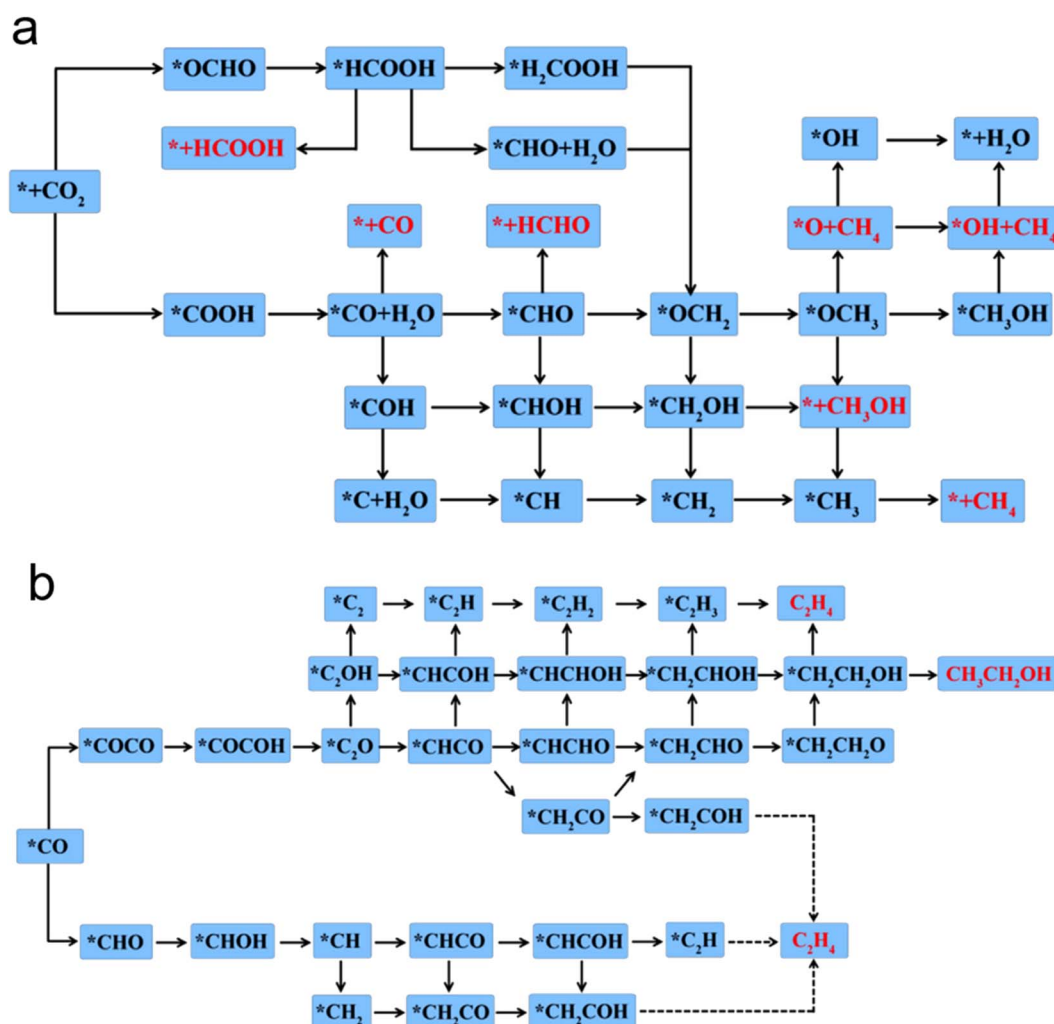 a
*OCHO *HCOOH *H₂COOH
*+HCOOH *CHO+H₂O *OH *+H₂O
*+CO₂
*+CO *+HCHO *O+CH₄ *OH+CH₄
*COOH *CO+H₂O *CHO *OCH₂ *OCH₃ *CH₃OH
*COH *CHOH *CH₂OH *+CH₃OH
*C+H₂O *CH *CH₂ *CH₃ *+CH₄
b
*C₂ *C₂H *C₂H₂ *C₂H₃ C₂H₄
*C₂OH *CHCOH *CHCHOH *CH₂CHOH *CH₂CH₂OH CH₃CH₂OH
*COCO *COCOH *C₂O *CHCO *CHCHO *CH₂CHO *CH₂CH₂O
*CH₂CO *CH₂COH
*CO
*CHO *CHOH *CH *CHCO *CHCOH *C₂H C₂H₄
*CH₂ *CH₂CO *CH₂COH